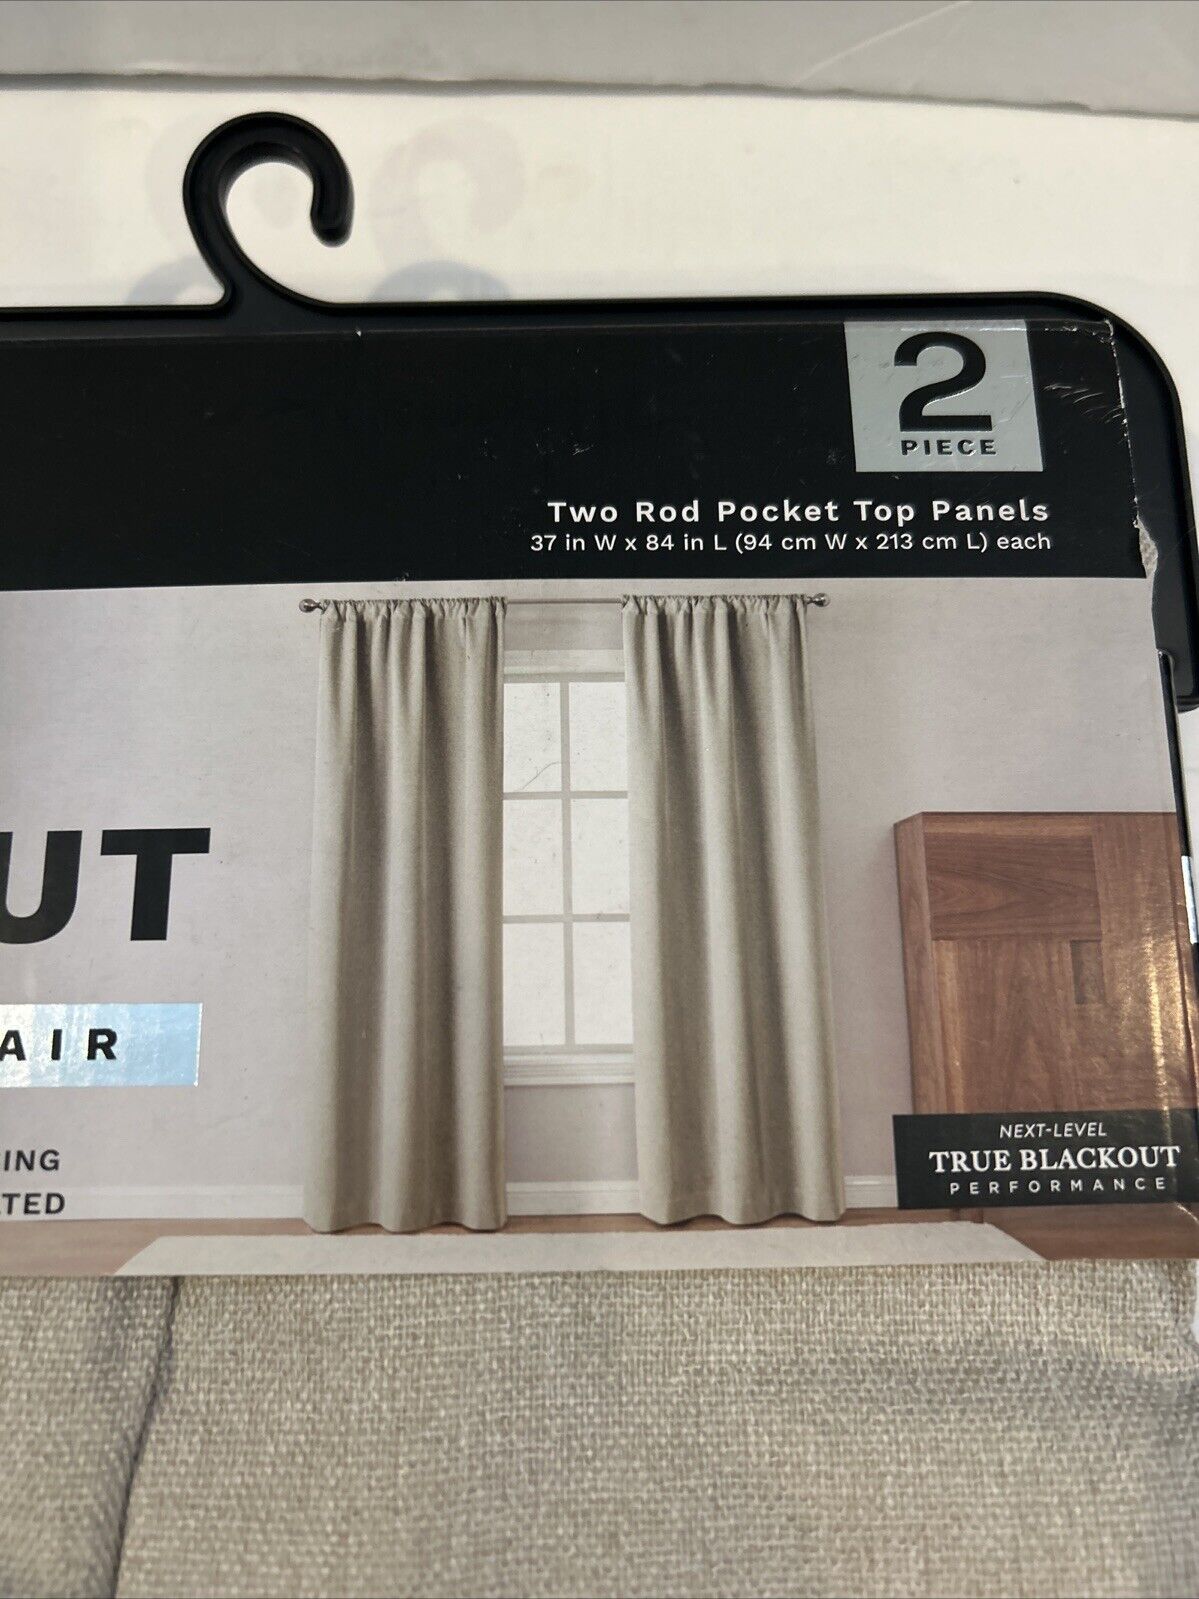 2
PIECE
Two Rod Pocket Top Panels
37 in W x 84 in L (94 cm W x 213 cm L) each
UT
AIR
ING
TED
NEXT-LEVEL
TRUE BLACKOUT
PERFORMANCE